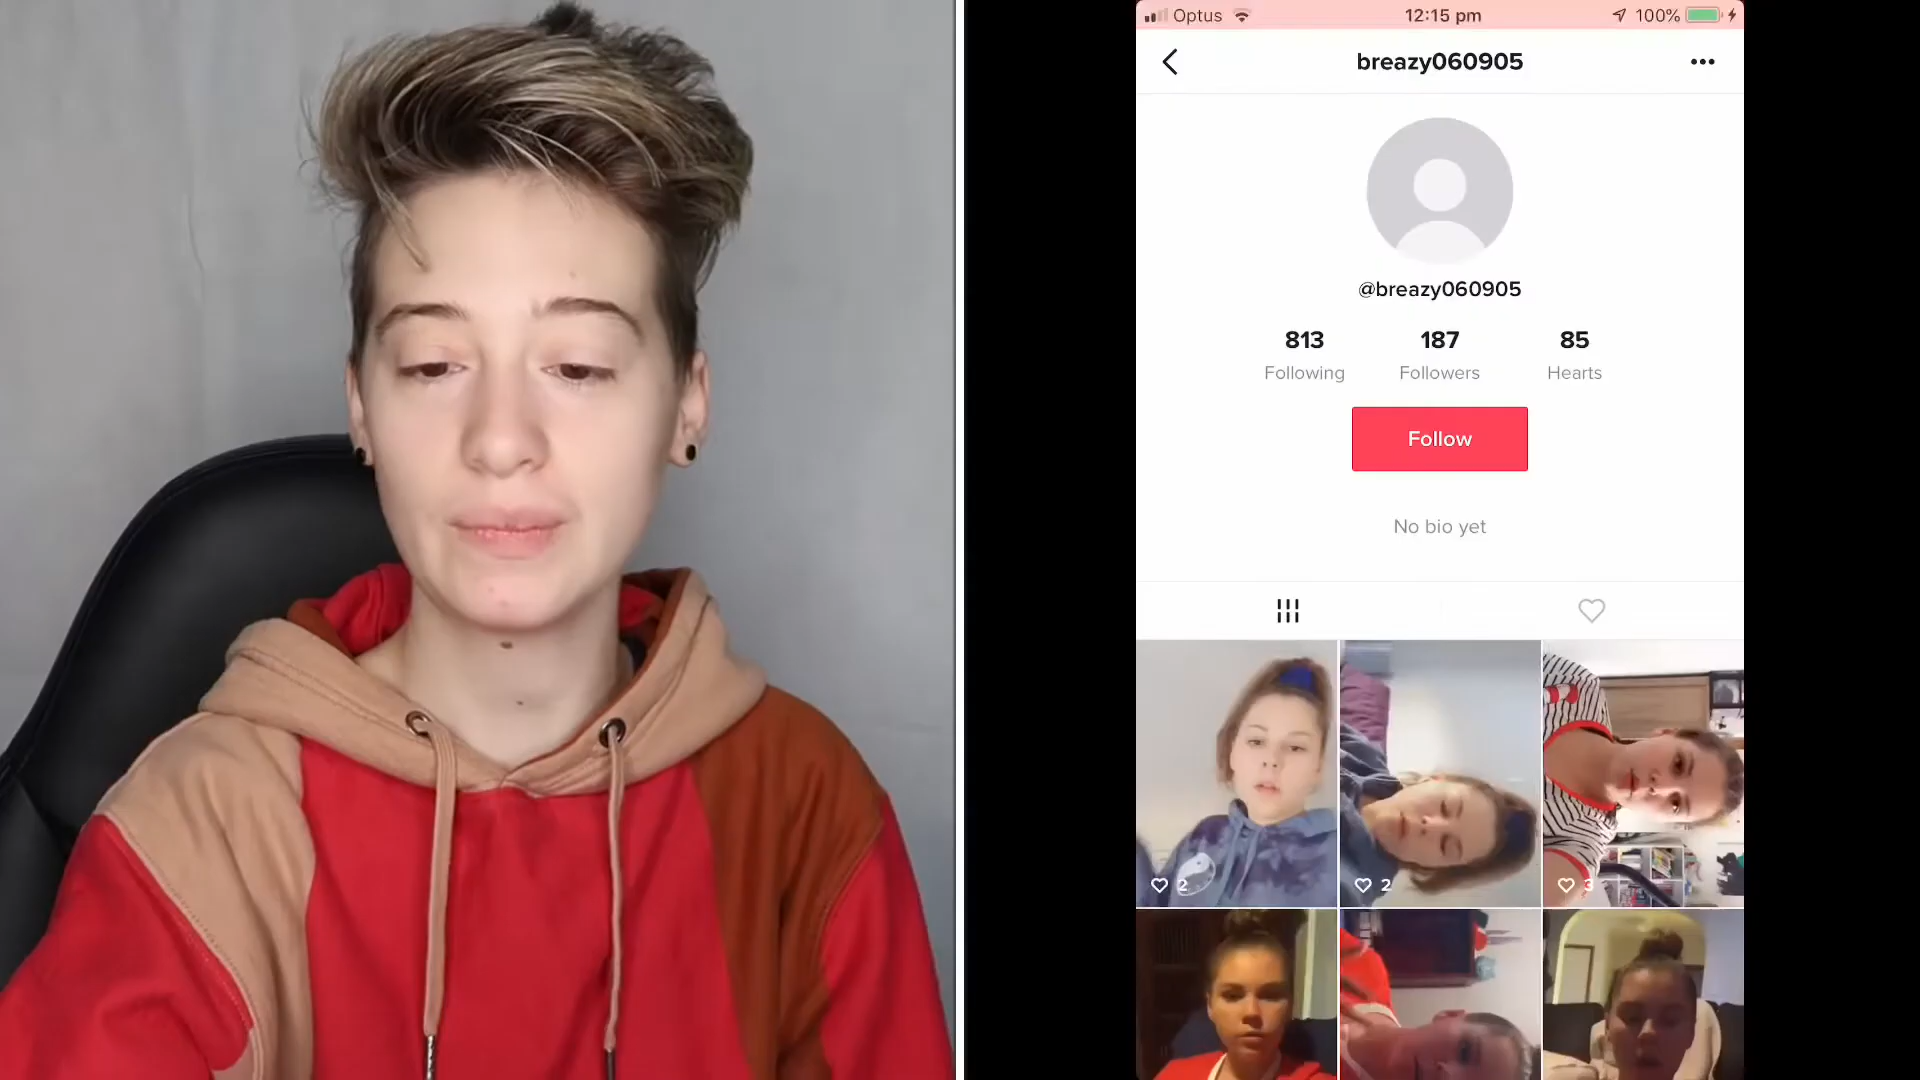 Optus 12:15 pm 100%
breazy060905
@breazy060905
813 187 85
Following Followers Hearts
Follow
No bio yet
2 2 3